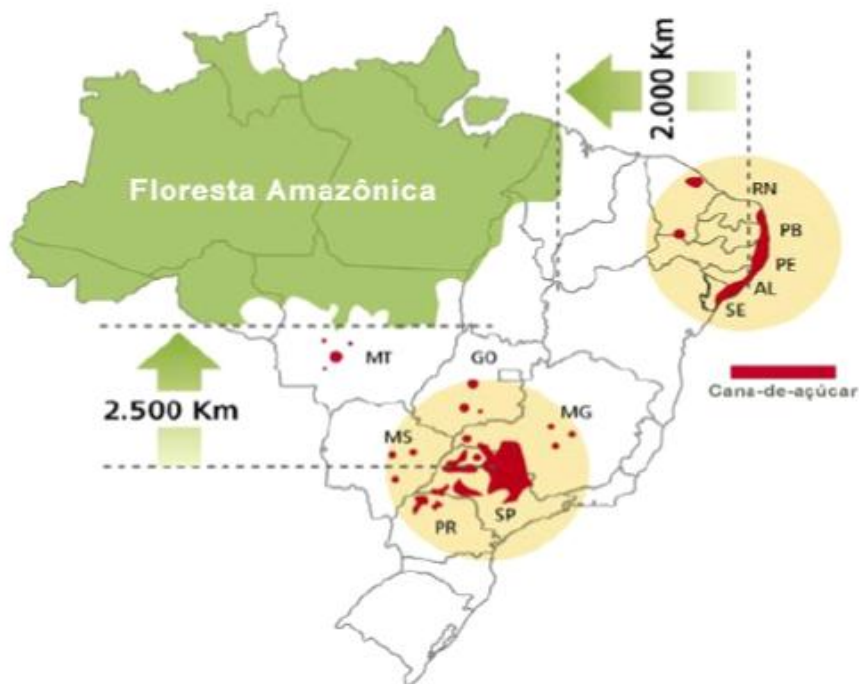 2.000 Km
Floresta Amazônica
RN
PB
PE
AL
SE
Cana-de-açúcar
MT
GO
2.500 Km
MG
MS
SP
PR